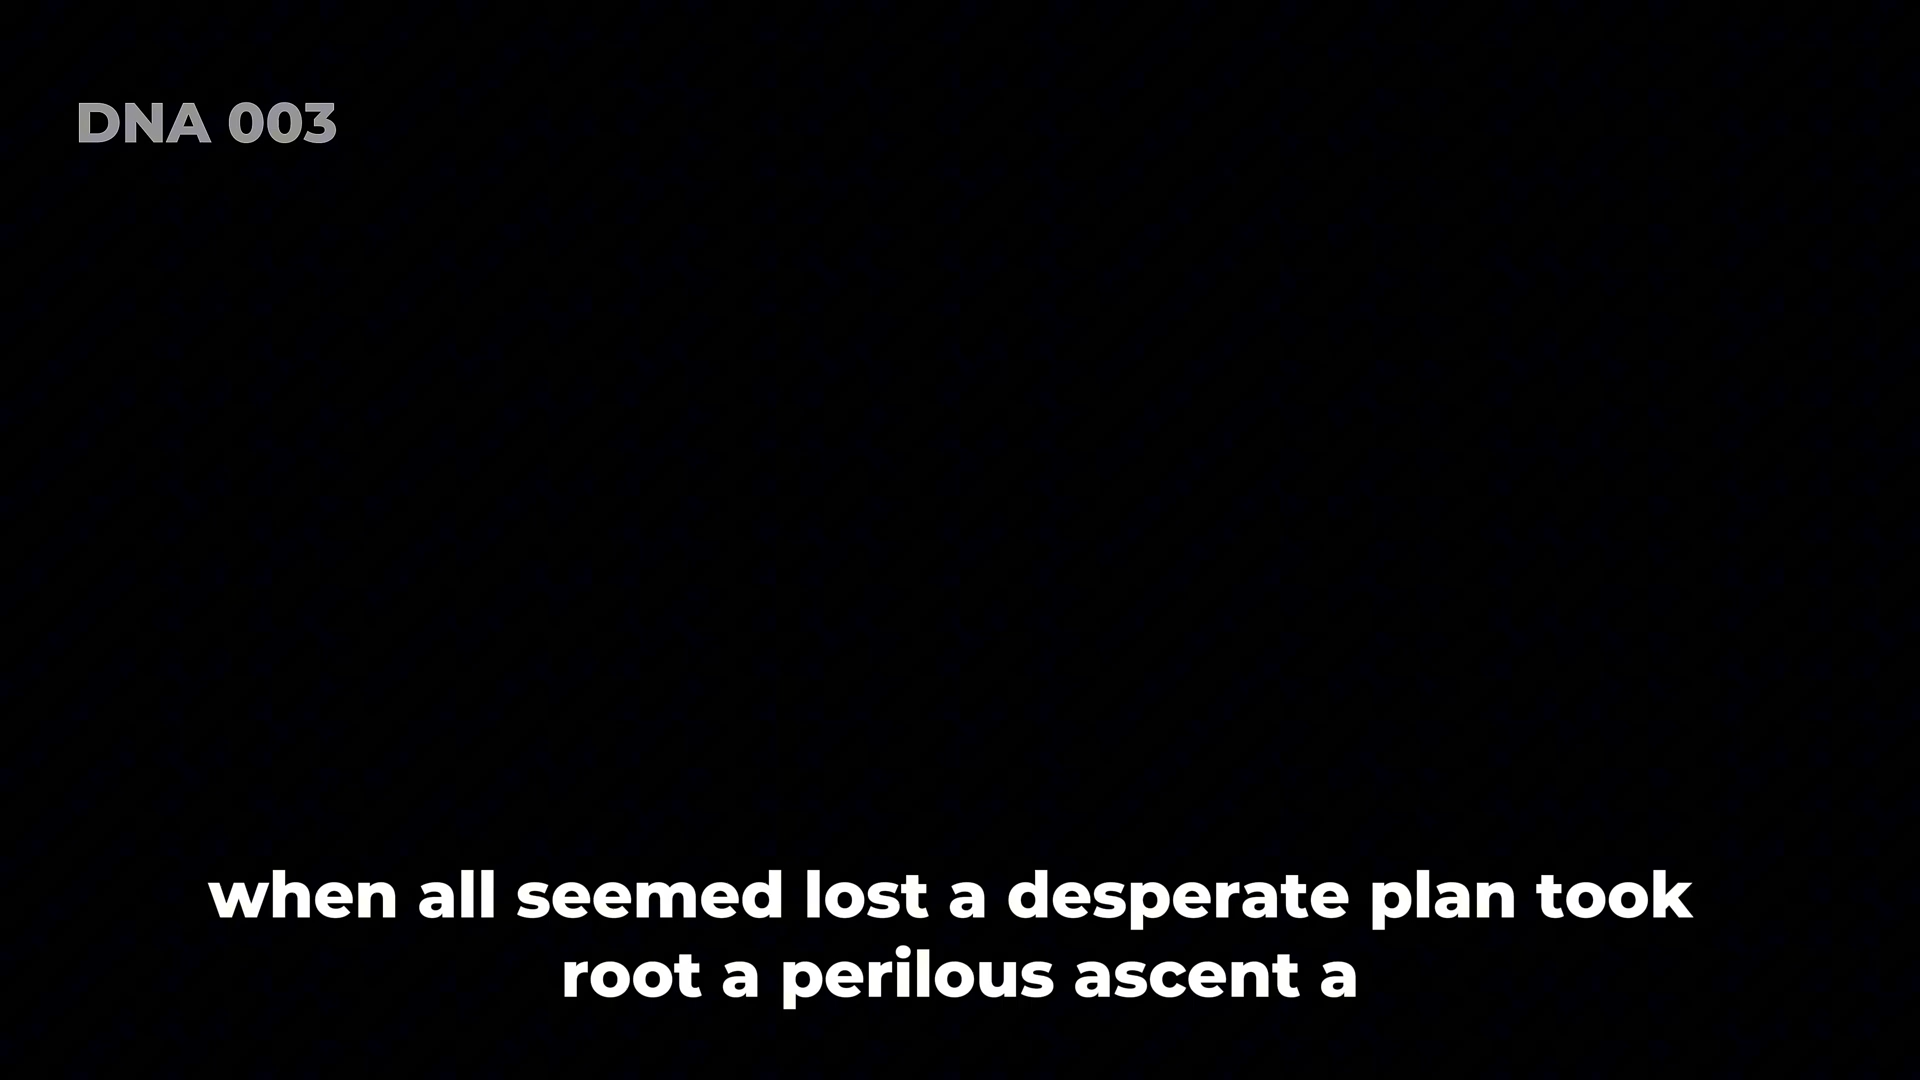 DNA 003
when all seemed lost a desperate plan took
root a perilous ascent a